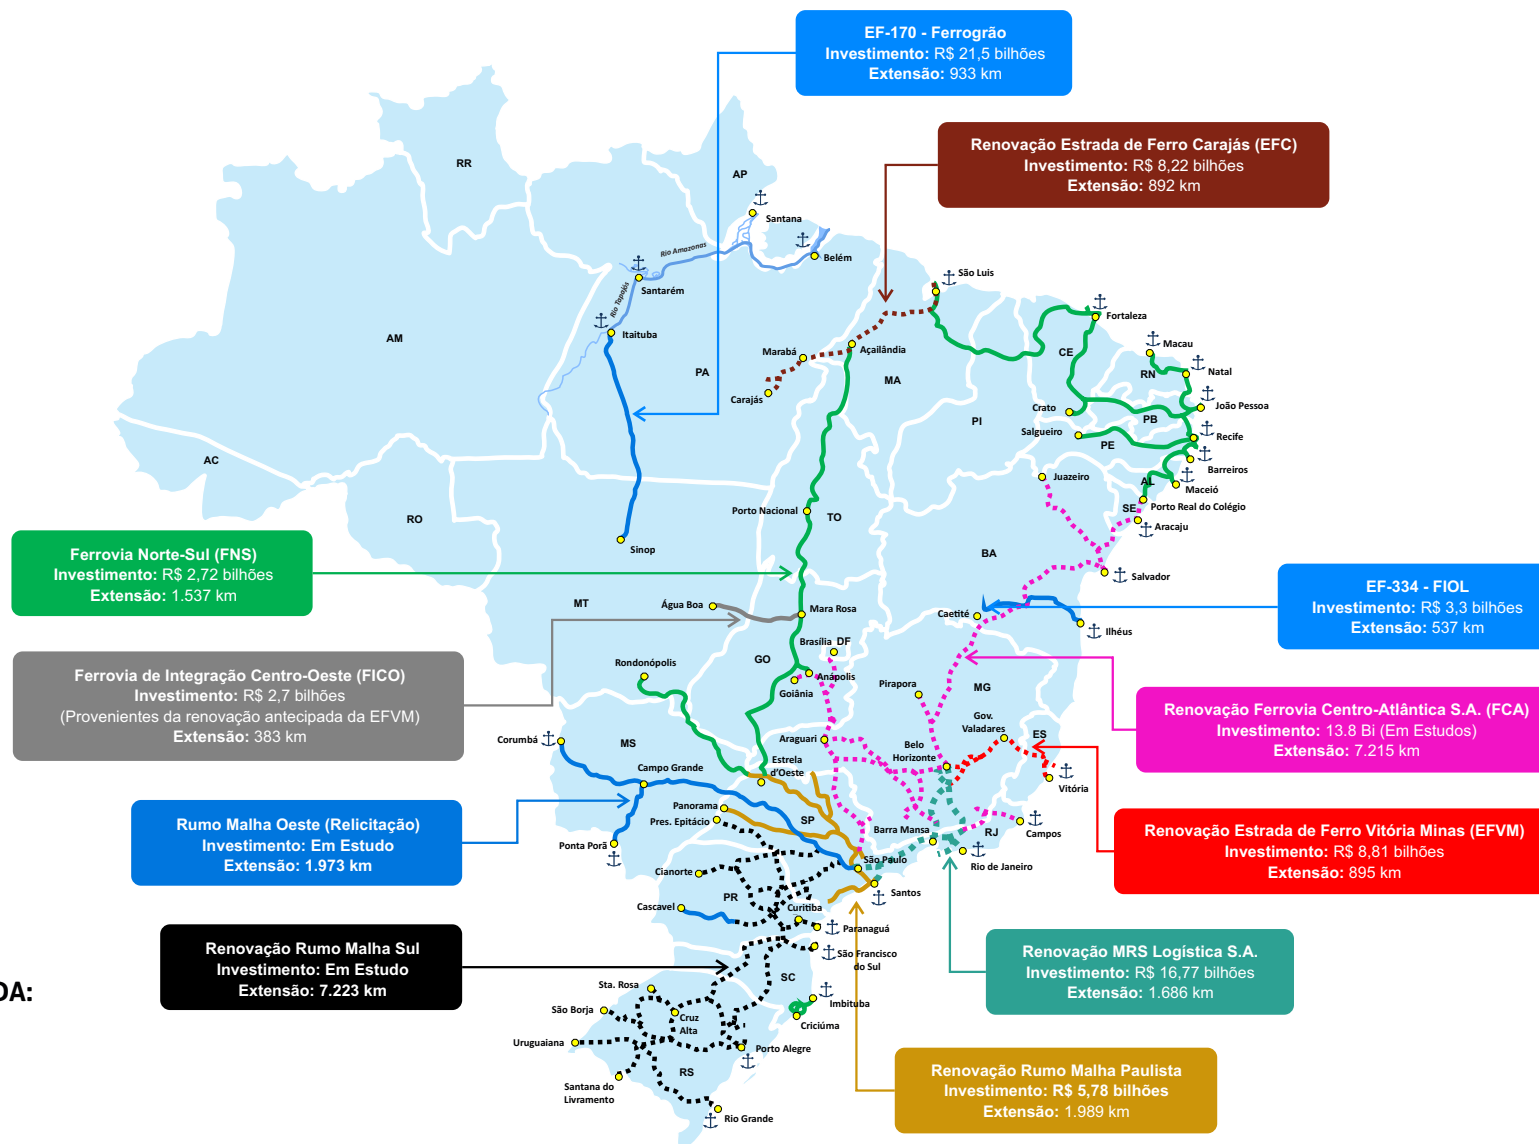 EF-170 - Ferrogrão
Investimento: R$ 21,5 bilhões
Extensão: 933 km
Renovação Estrada de Ferro Carajás (EFC)
Investimento: R$ 8,22 bilhões
Extensão: 892 km
RR
AP
Santana
Rio Amazonas
Belém
Santarém
Rio Tapajós
Itaituba
São Luis
Fortaleza
AM
PA
Marabá
Açailândia
Carajás
MA
CE
Macau
RN
Natal
João Pessoa
Crato
PB
PI
Salgueiro
PE
Recife
Barreiros
AC
Juazeiro
AL
Maceió
Porto Real do Colégio
SE
Aracaju
RO
Porto Nacional
TO
Sinop
BA
Salvador
Ferrovia Norte-Sul (FNS)
Investimento: R$ 2,72 bilhões
Extensão: 1.537 km
EF-334 - FIOL
Investimento: R$ 3,3 bilhões
Extensão: 537 km
MT
Água Boa
Mara Rosa
Caetité
Ilhéus
Brasília DF
GO
Rondonópolis
Anápolis
Goiânia
Pirapora
MG
Ferrovia de Integração Centro-Oeste (FICO)
Investimento: R$ 2,7 bilhões
(Provenientes da renovação antecipada da EFVM)
Extensão: 383 km
Renovação Ferrovia Centro-Atlântica S.A. (FCA)
Investimento: 13.8 Bi (Em Estudos)
Extensão: 7.215 km
Gov.
Valadares
ES
Corumbá
MS
Araguari
Belo
Horizonte
Campo Grande
Estrela
d'Oeste
Vitória
Panorama
Pres. Epitácio
SP
Barra Mansa
RJ
Campos
Rumo Malha Oeste (Relicitação)
Investimento: Em Estudo
Extensão: 1.973 km
Renovação Estrada de Ferro Vitória Minas (EFVM)
Investimento: R$ 8,81 bilhões
Extensão: 895 km
Ponta Porã
São Paulo
Rio de Janeiro
Cianorte
Santos
PR
Cascavel
Curitiba
Paranaguá
Renovação Rumo Malha Sul
Investimento: Em Estudo
Extensão: 7.223 km
São Francisco
do Sul
Renovação MRS Logística S.A.
Investimento: R$ 16,77 bilhões
Extensão: 1.686 km
SC
DA:
Sta. Rosa
Imbituba
São Borja
Cruz
Alta
Criciúma
Uruguaiana
Porto Alegre
RS
Santana do
Livramento
Rio Grande
Renovação Rumo Malha Paulista
Investimento: R$ 5,78 bilhões
Extensão: 1.989 km